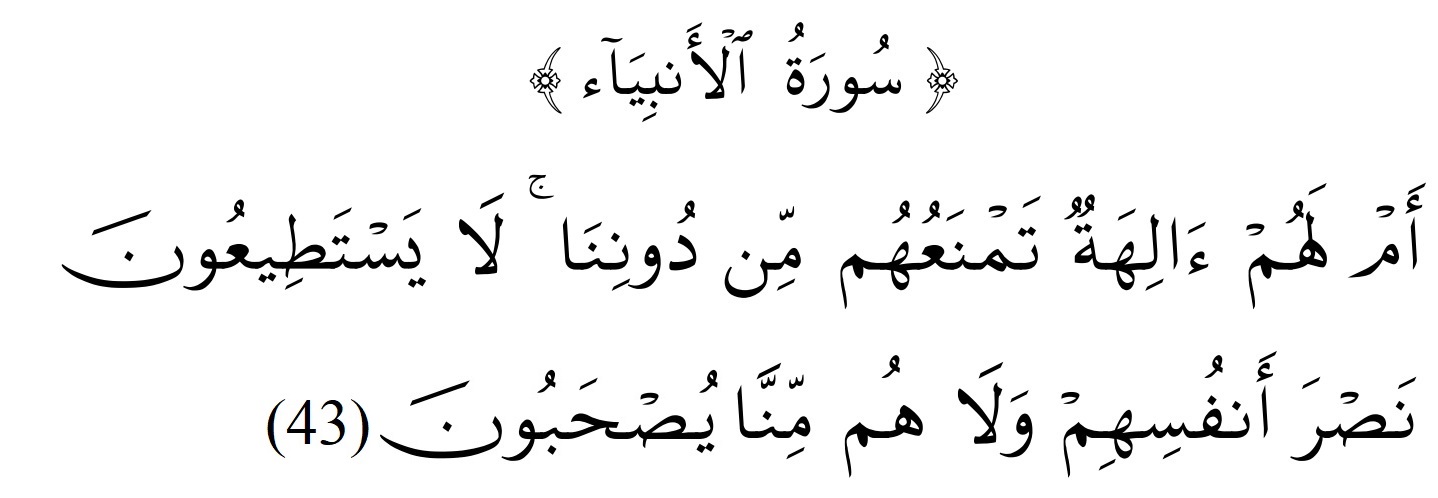 ﴿ سُورَةُ ٱلْأَنبِيَآء ﴾
أَمْ لَهُمْ ءَالِهَةٌ تَمْنَعُهُم مِّن دُونِنَا ۚ لَا يَسْتَطِيعُونَ
نَصْرَ أَنفُسِهِمْ وَلَا هُم مِّنَّا يُصْحَبُونَ (43)